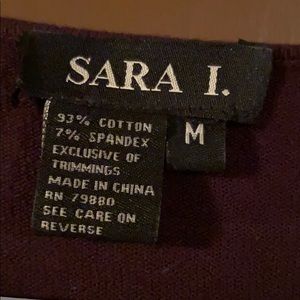 SARA I.
93% COTTON
7% SPANDEX
EXCLUSIVE OF
TRIMMINGS
MADE IN CHINA
RN 79880
SEE CARE ON
REVERSE
M